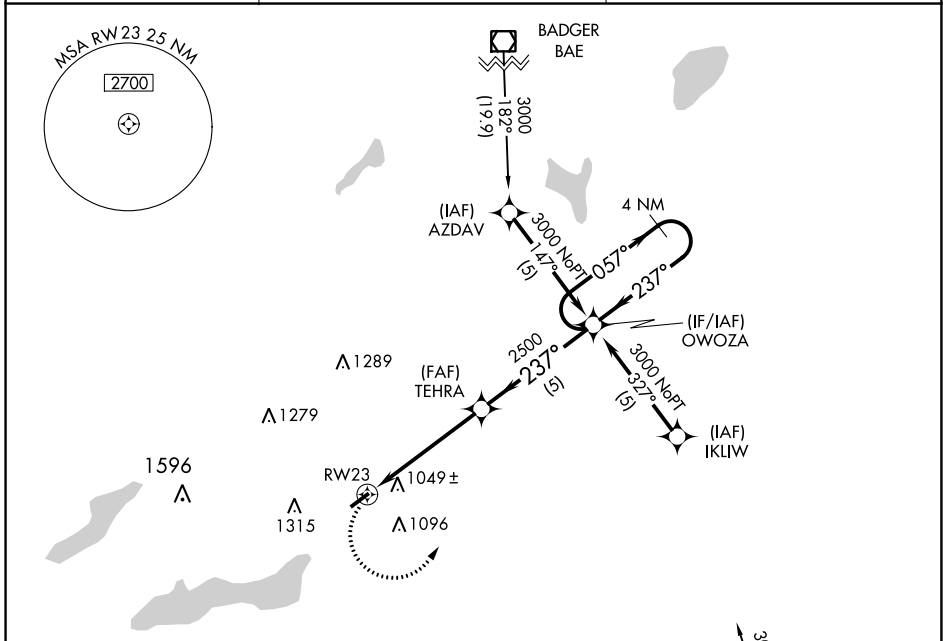 MSA RW23 25 NM
2700
BADGER
BAE
3000
182°
(19.9)
(IAF)
AZDAV
3000 NoPT
147°
(5)
4 NM
057°
237°
(IF/IAF)
OWOZA
2500
237°
(5)
(FAF)
TEHRA
3000 NoPT
327°
(5)
(IAF)
IKLIW
1289
1279
1596
1315
RW23
1049±
1096